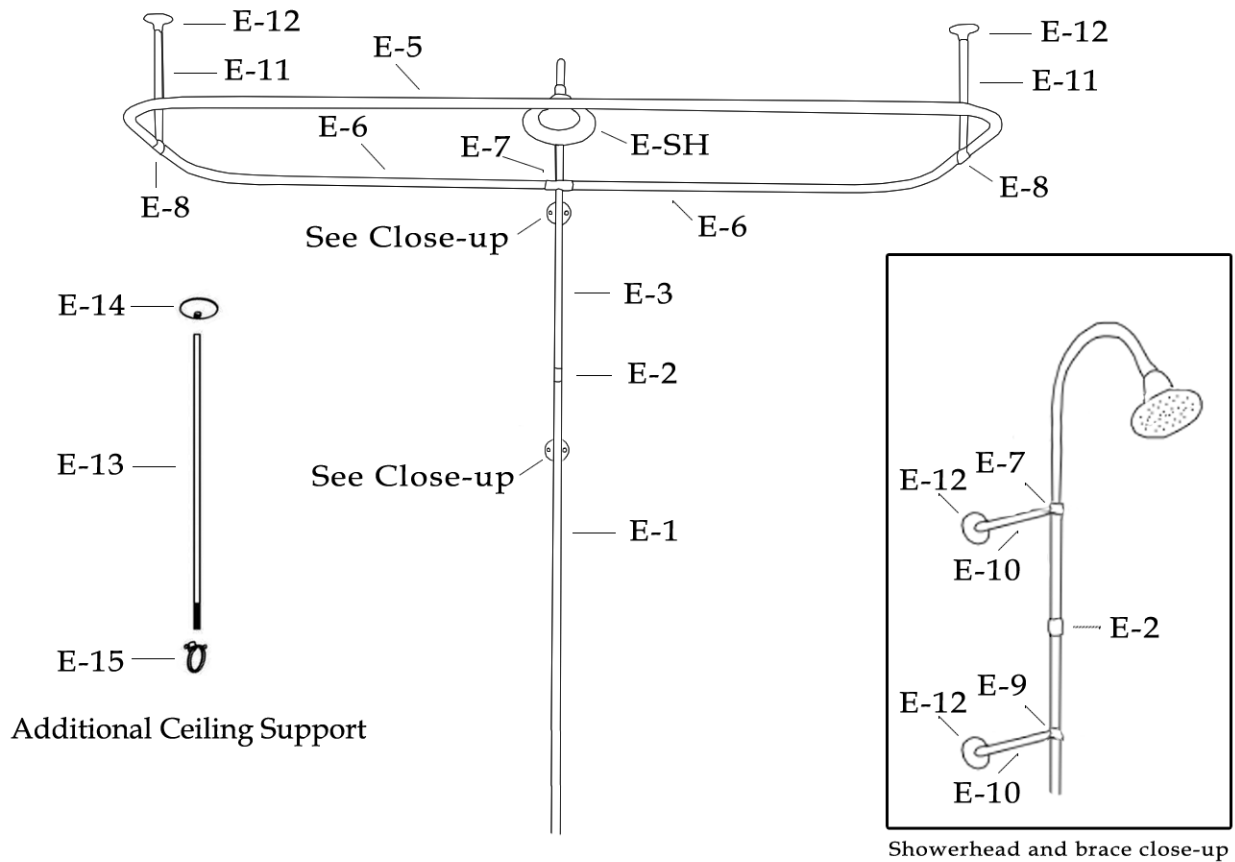 E-12
E-12
E-5
E-11
E-11
E-6
E-7
E-SH
E-8
E-8
E-6
See Close-up
E-14
E-3
E-2
E-13
See Close-up
E-1
E-15
Additional Ceiling Support
E-7
E-12
E-10
E-2
E-9
E-12
E-10
Showerhead and brace close-up